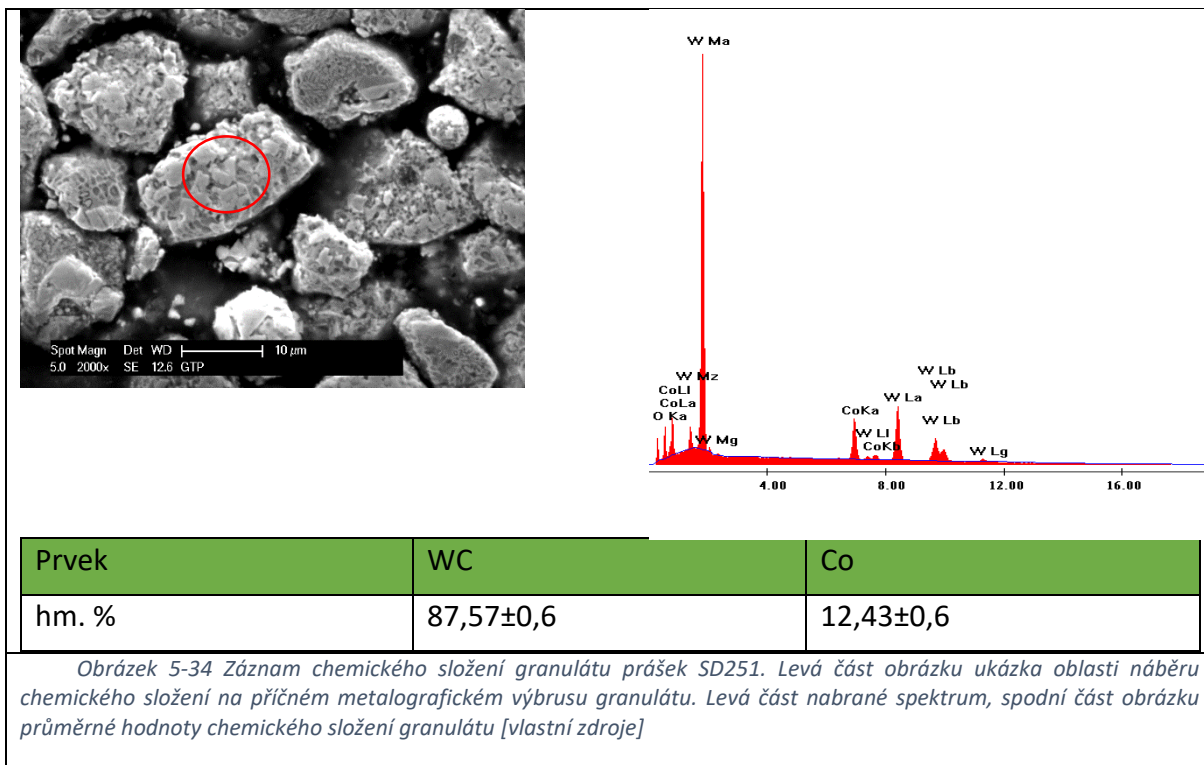 Spot Magn Det WD 10 µm
5.0 2000x SE 12.6 GTP
W Ma
W Mz
CoLl
CoLa
O Ka
W Mg
CoKa
W Ll
CoKb
W La
W Lb
W Lb
W Lb
W Lg
4.00 8.00 12.00 16.00
Prvek WC Co
hm. % 87,57±0,6 12,43±0,6
Obrázek 5-34 Záznam chemického složení granulátu prášek SD251. Levá část obrázku ukázka oblasti náběru
chemického složení na příčném metalografickém výbrusu granulátu. Levá část nabrané spektrum, spodní část obrázku
průměrné hodnoty chemického složení granulátu [vlastní zdroje]